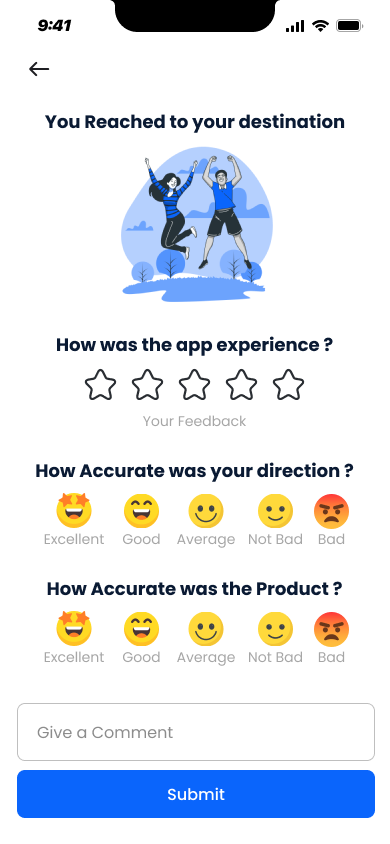 9:41
You Reached to your destination
How was the app experience ?
Your Feedback
How Accurate was your direction ?
Excellent Good Average Not Bad Bad
How Accurate was the Product ?
Excellent Good Average Not Bad Bad
Give a Comment
Submit